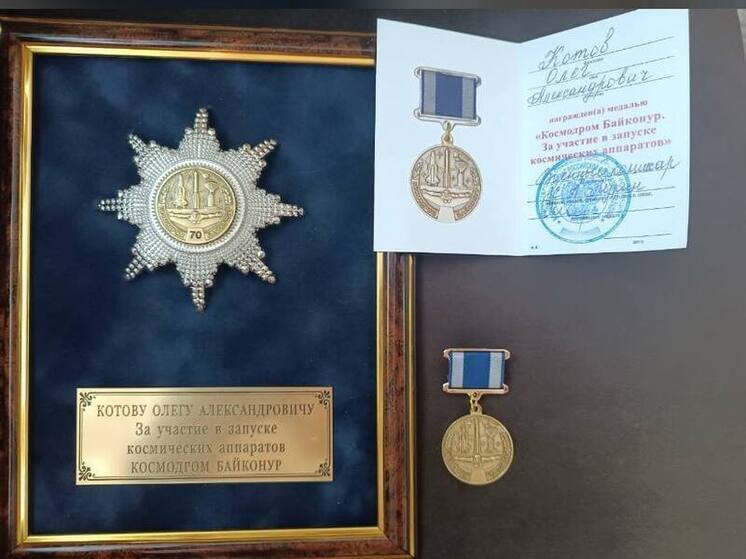 70
КОТОВУ ОЛЕГУ АЛЕКСАНДРОВИЧУ
За участие в запуске
космических аппаратов
КОСМОДРОМ БАЙКОНУР
Котов
Олег
Александрович
награжден(а) медалью
«Космодром Байконур.
За участие в запуске
космических аппаратов»